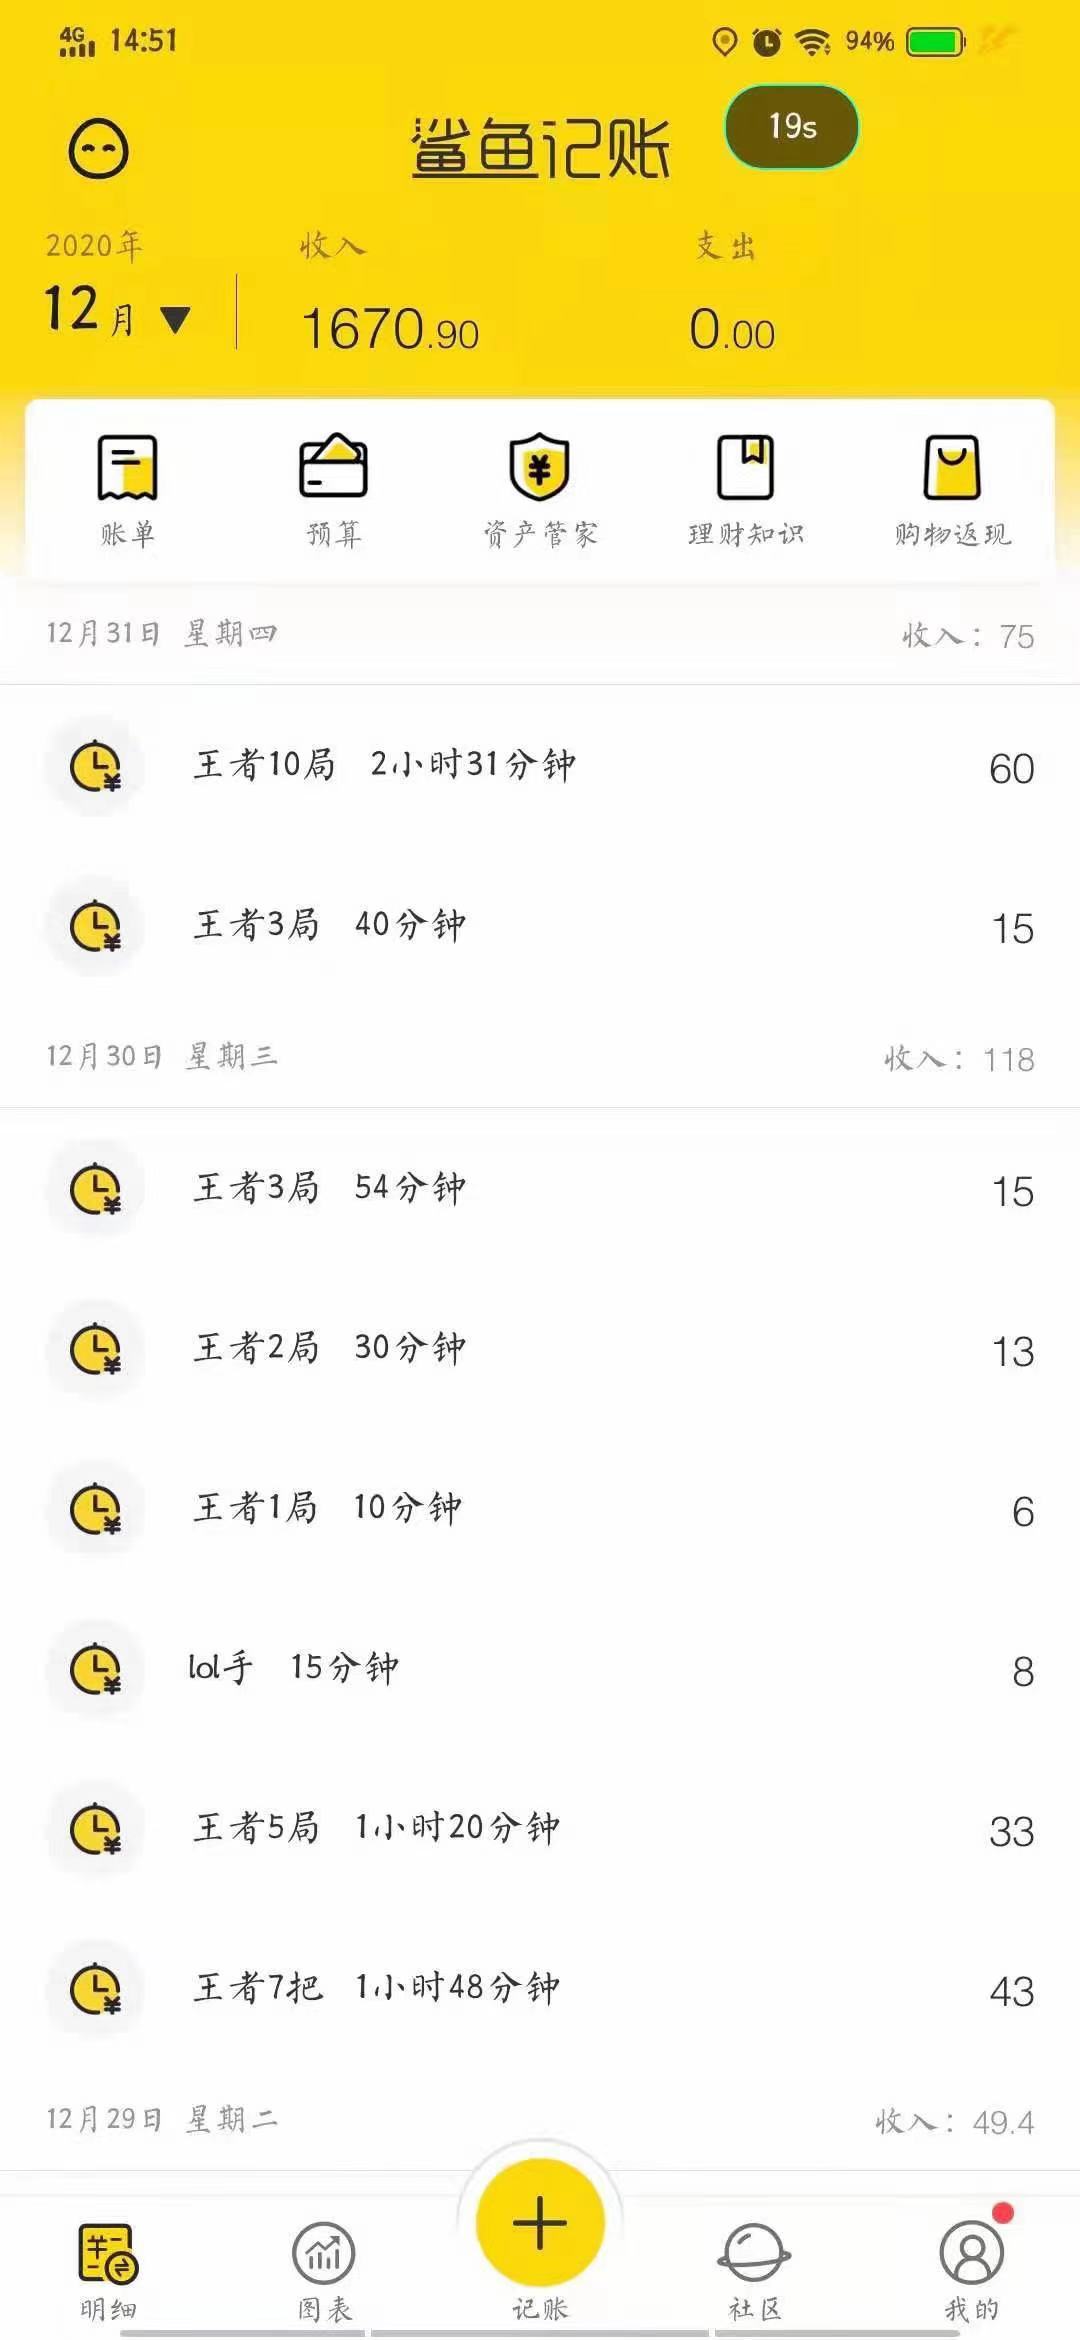 4G 14:51 94%
鲨鱼记账 19s
2020年 收入 支出
12月 1670.90 0.00
账单 预算 资产管家 理财知识 购物返现
12月31日 星期四 收入：75
王者10局 2小时31分钟 60
王者3局 40分钟 15
12月30日 星期三 收入：118
王者3局 54分钟 15
王者2局 30分钟 13
王者1局 10分钟 6
lol手 15分钟 8
王者5局 1小时20分钟 33
王者7把 1小时48分钟 43
12月29日 星期二 收入：49.4
明细 图表 记账 社区 我的